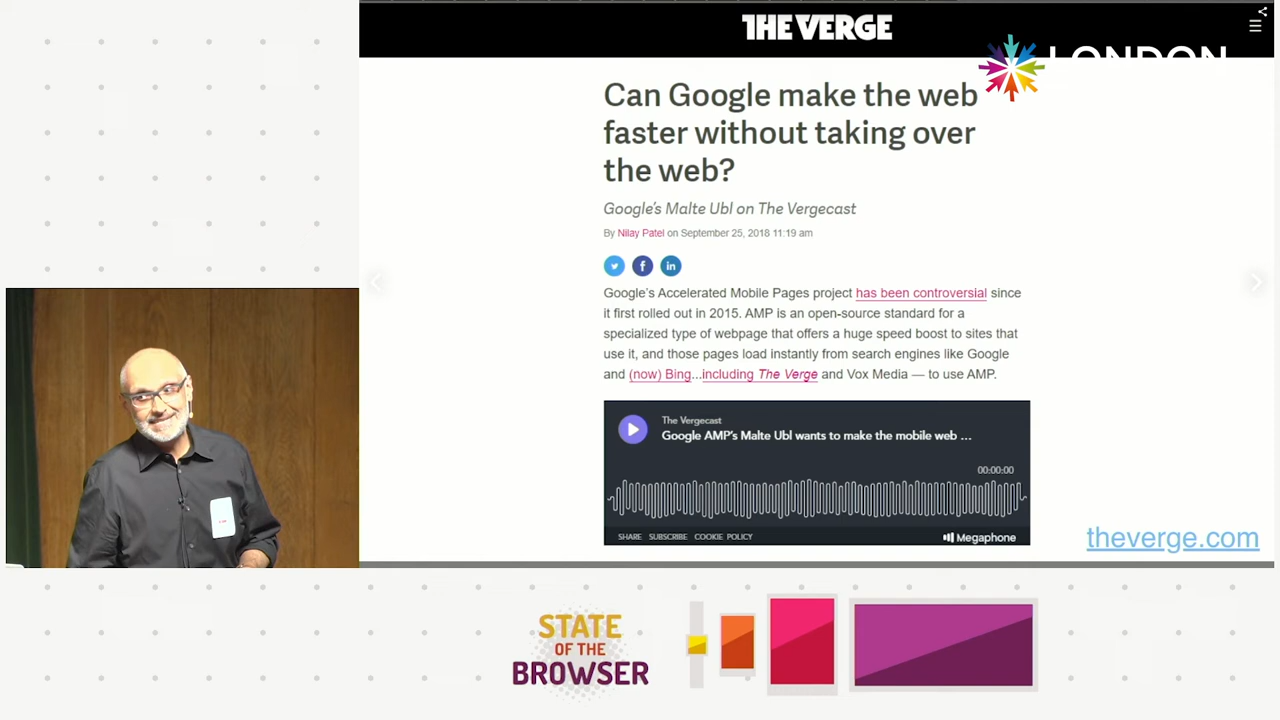 THE VERGE
LONDON
Can Google make the web
faster without taking over
the web?
Google's Malte Ubl on The Vergecast
By Nilay Patel on September 25, 2018 11:19 am
in
Google's Accelerated Mobile Pages project has been controversial since
it first rolled out in 2015. AMP is an open-source standard for a
specialized type of webpage that offers a huge speed boost to sites that
use it, and those pages load instantly from search engines like Google
and (now) Bing...including The Verge and Vox Media — to use AMP.
The Vergecast
Google AMP's Malte Ubl wants to make the mobile web ...
00:00:00
SHARE SUBSCRIBE COOKIE POLICY
Megaphone
theverge.com
STATE
OF THE
BROWSER